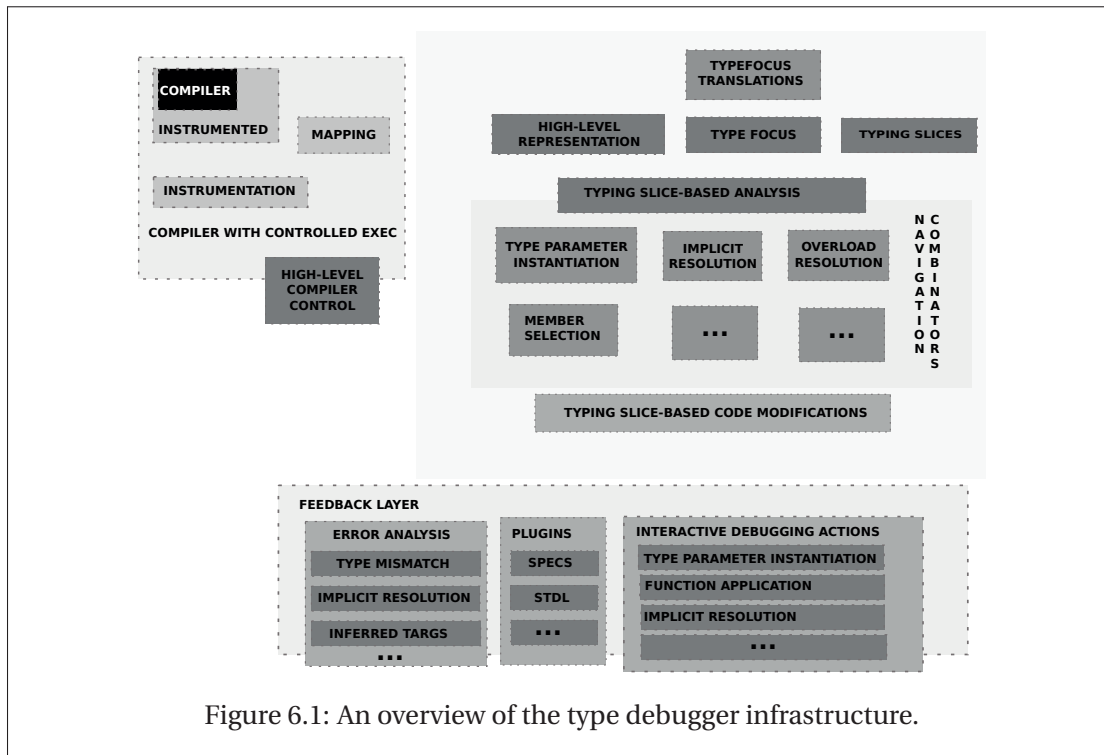 COMPILER
INSTRUMENTED
MAPPING
INSTRUMENTATION
COMPILER WITH CONTROLLED EXEC
HIGH-LEVEL
COMPILER
CONTROL
TYPEFOCUS
TRANSLATIONS
HIGH-LEVEL
REPRESENTATION
TYPE FOCUS
TYPING SLICES
TYPING SLICE-BASED ANALYSIS
TYPE PARAMETER
INSTANTIATION
IMPLICIT
RESOLUTION
OVERLOAD
RESOLUTION
MEMBER
SELECTION
...
...
NAVIGATION
COMBINATORS
TYPING SLICE-BASED CODE MODIFICATIONS
FEEDBACK LAYER
ERROR ANALYSIS
TYPE MISMATCH
IMPLICIT RESOLUTION
INFERRED TARGS
...
PLUGINS
SPECS
STDL
...
INTERACTIVE DEBUGGING ACTIONS
TYPE PARAMETER INSTANTIATION
FUNCTION APPLICATION
IMPLICIT RESOLUTION
...
Figure 6.1: An overview of the type debugger infrastructure.